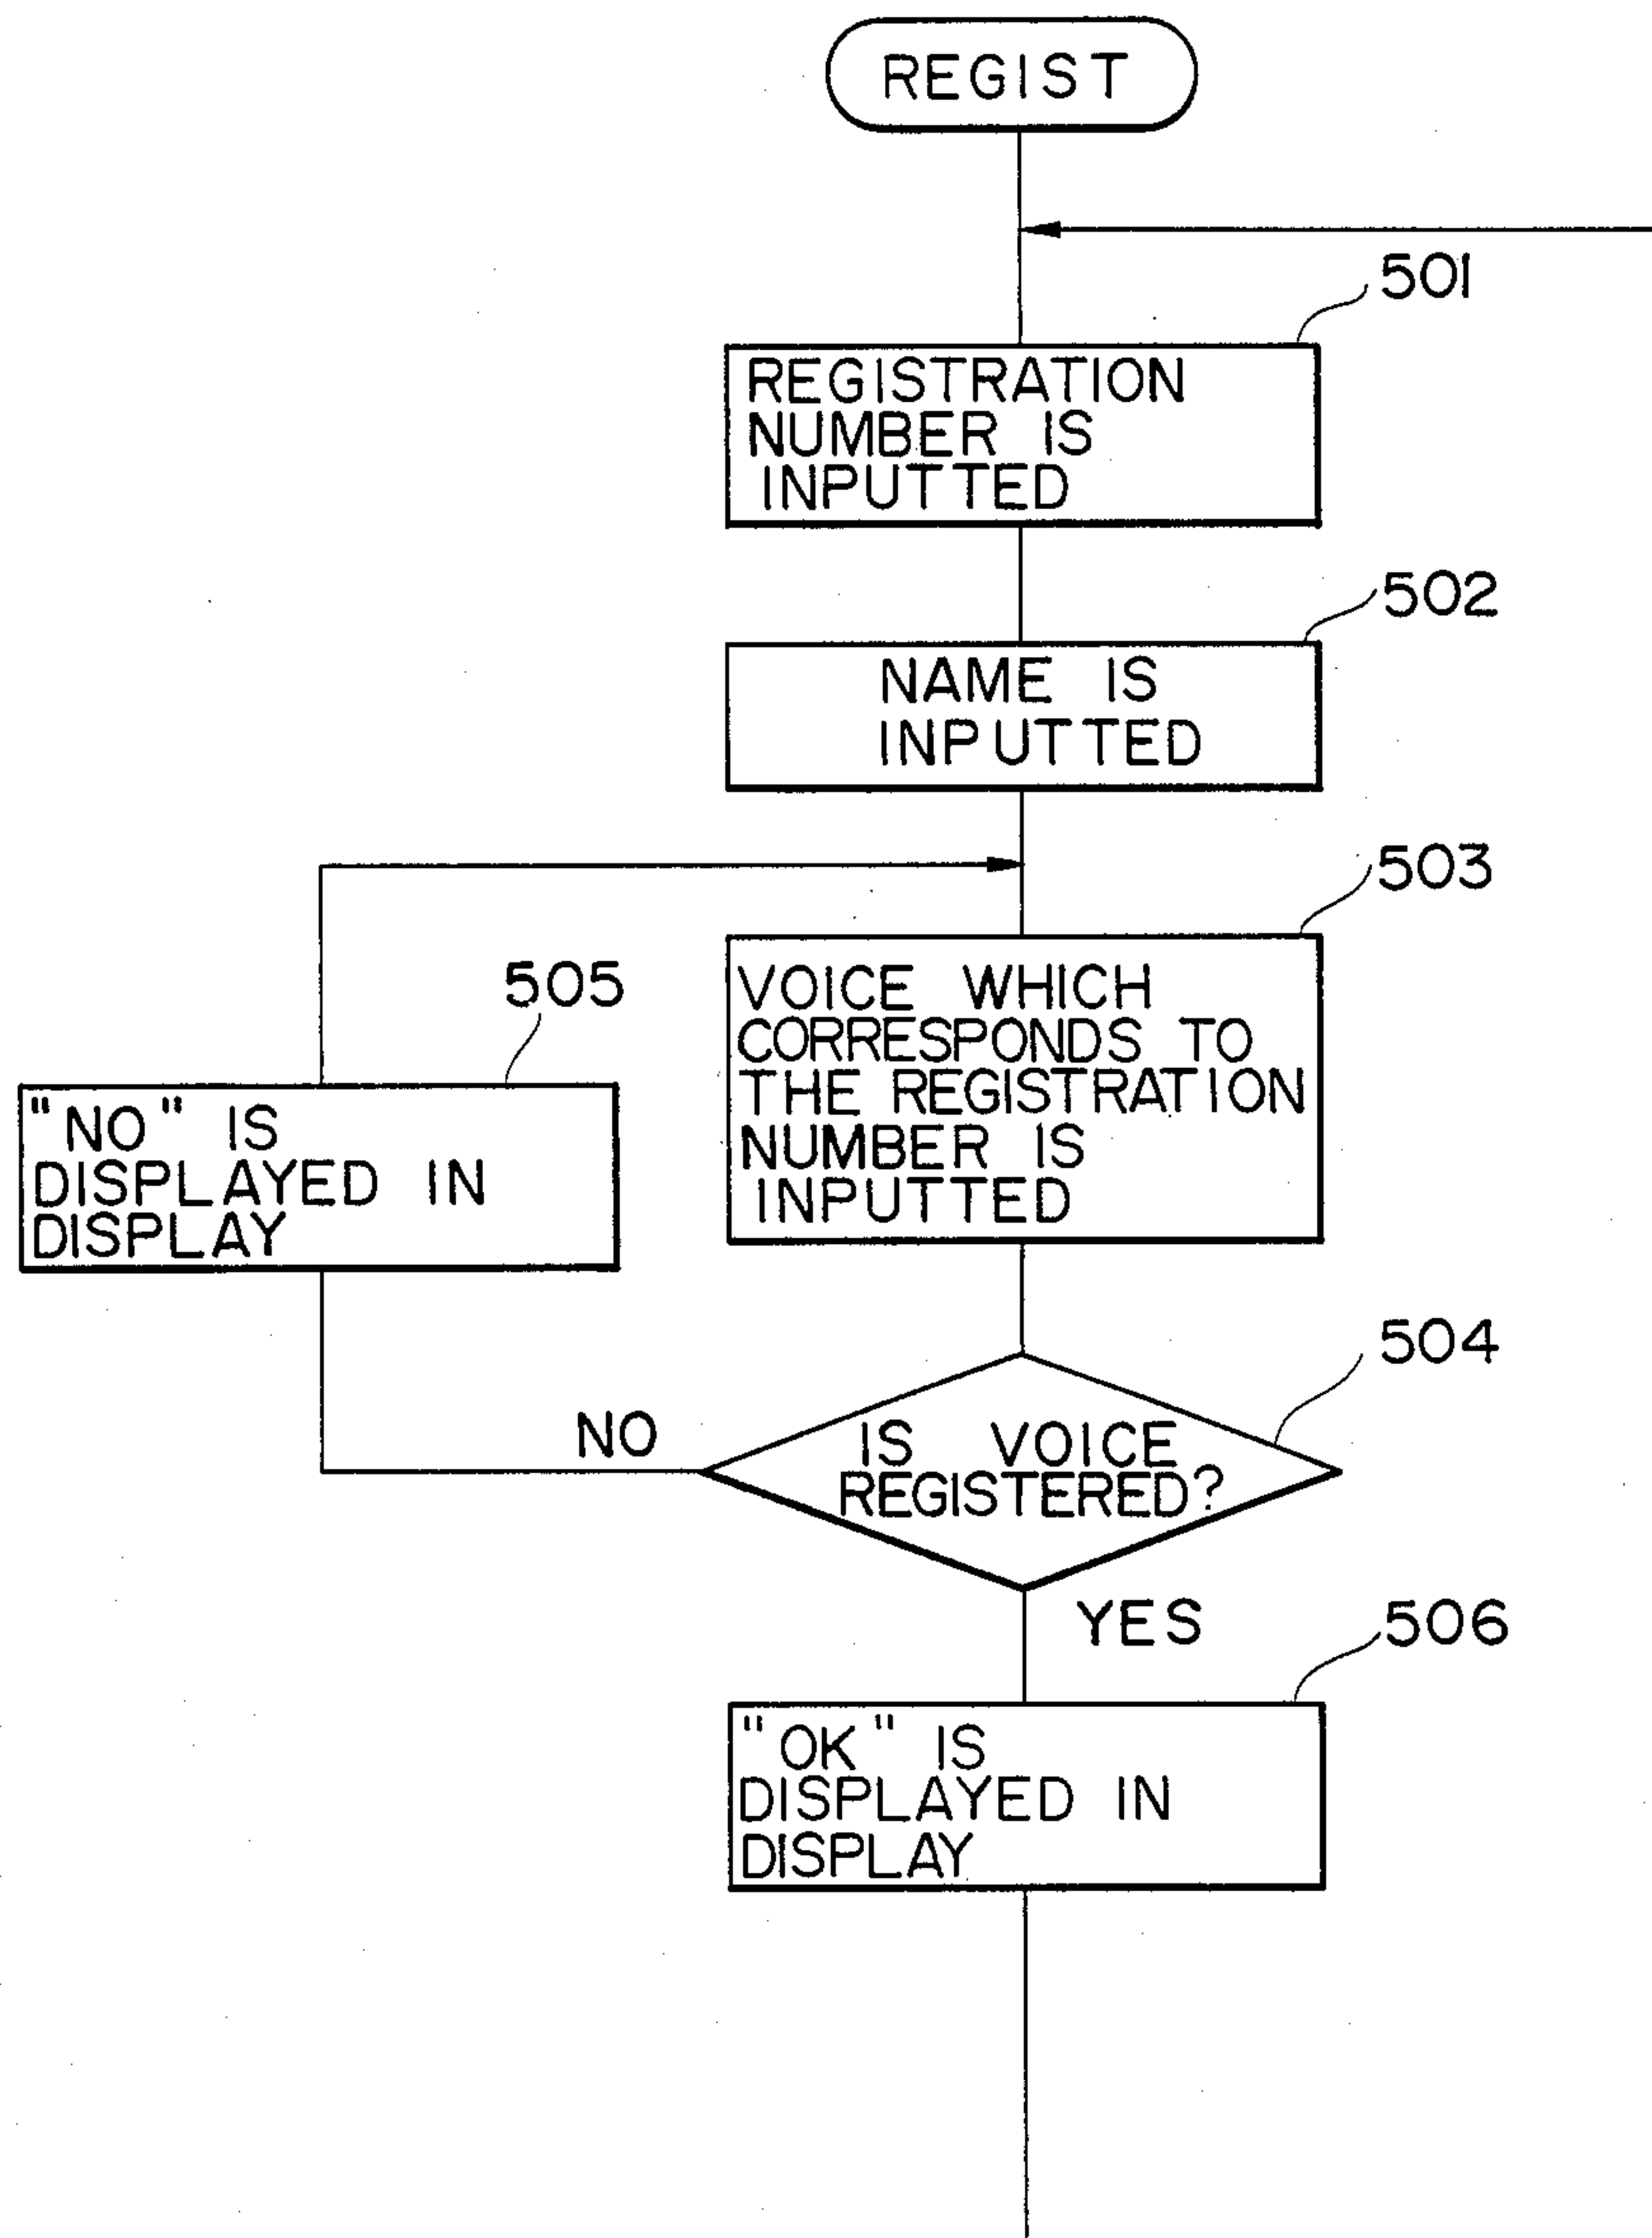 REGIST
501
REGISTRATION
NUMBER IS
INPUTTED
502
NAME IS
INPUTTED
503
VOICE WHICH
CORRESPONDS TO
THE REGISTRATION
NUMBER IS
INPUTTED
505
"NO" IS
DISPLAYED IN
DISPLAY
504
NO
IS VOICE
REGISTERED?
YES
506
"OK" IS
DISPLAYED IN
DISPLAY